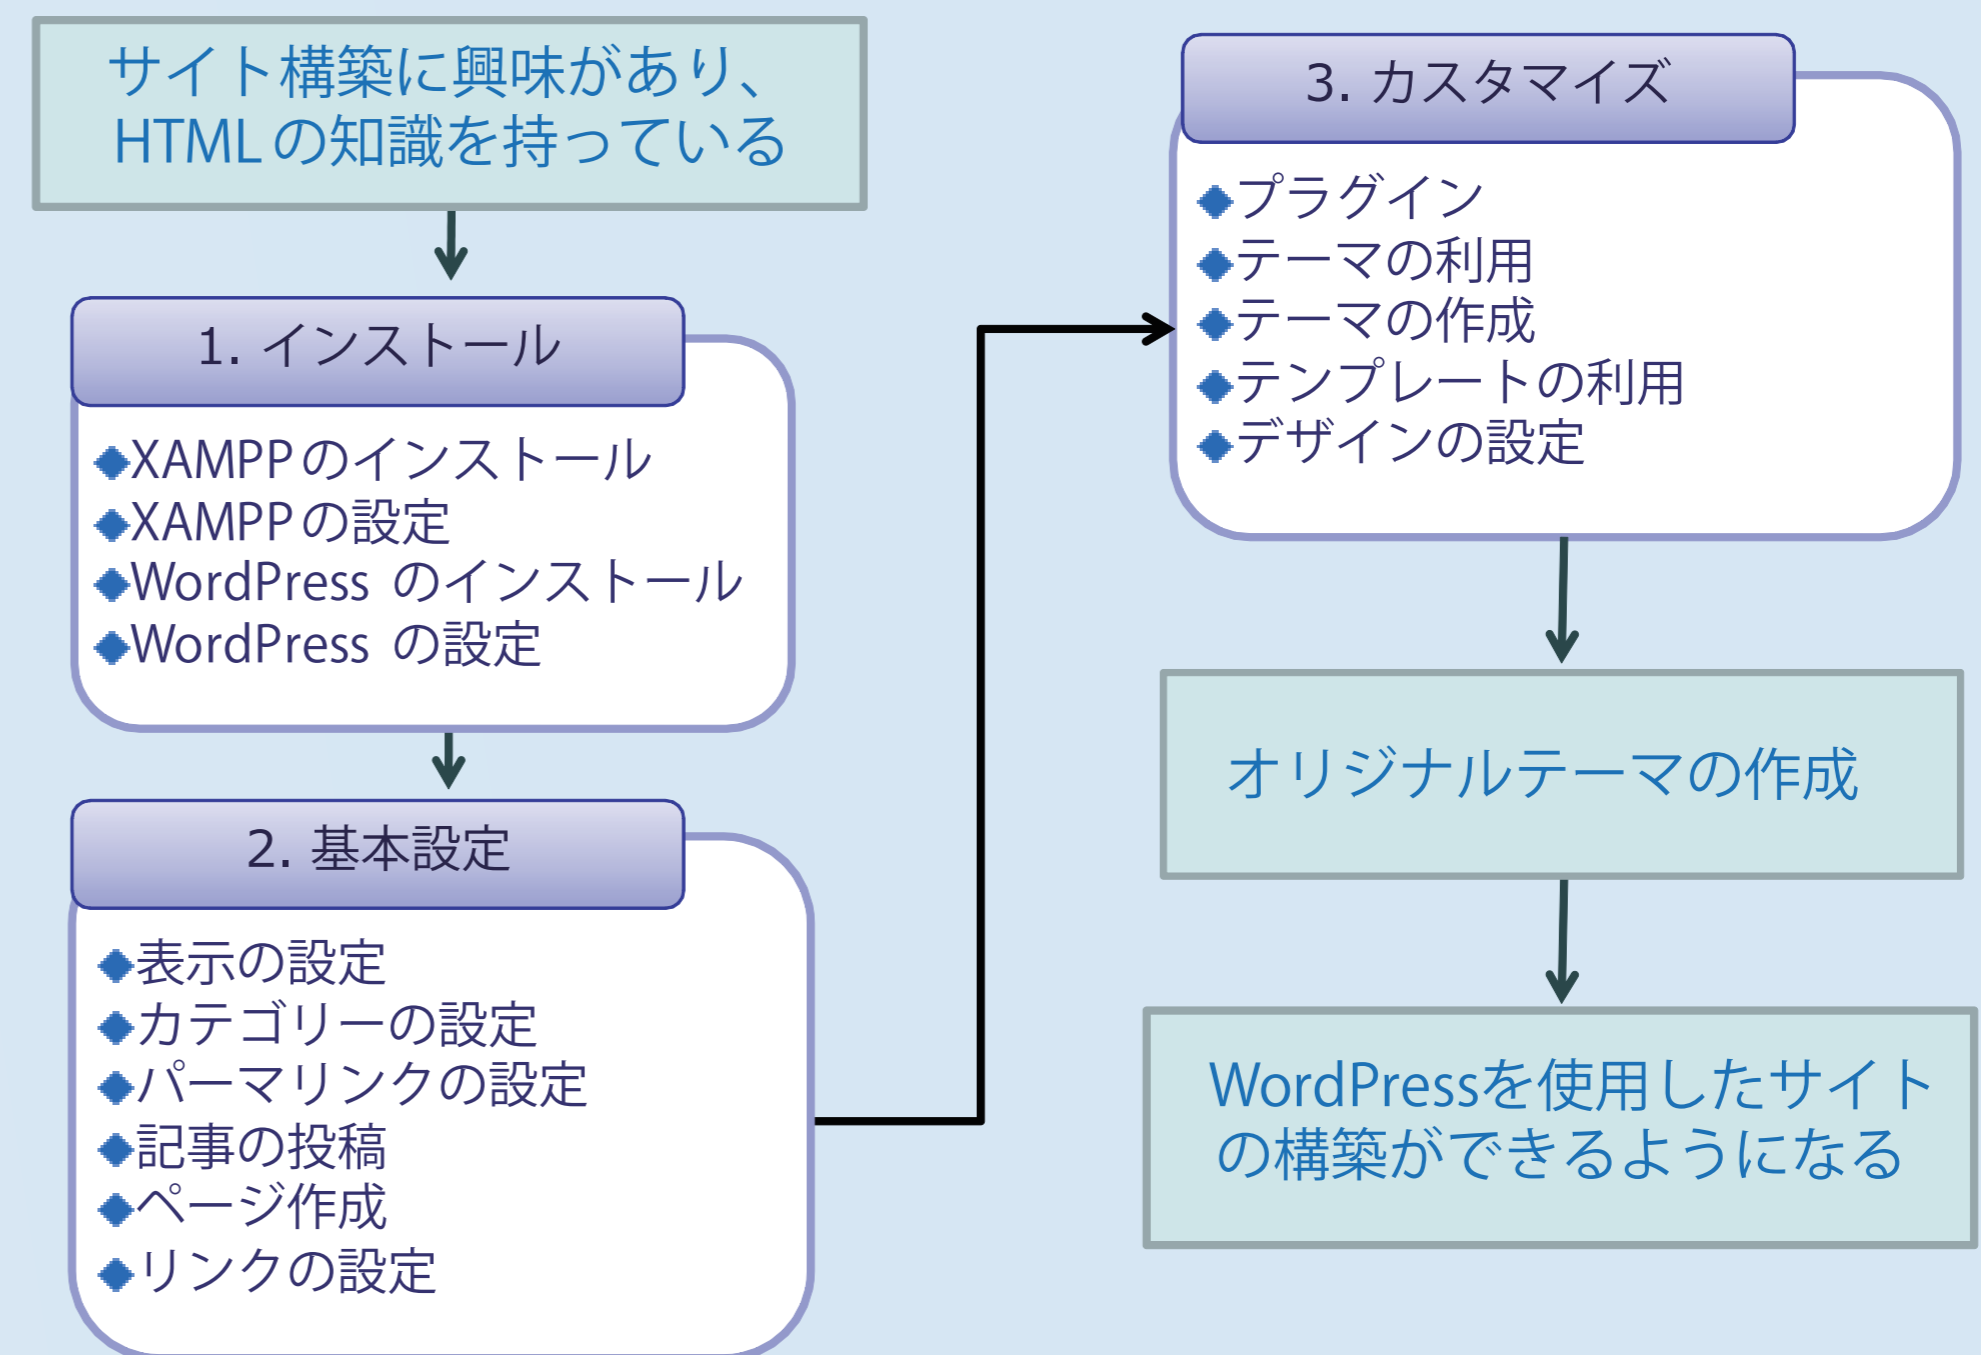 サイト構築に興味があり、
HTMLの知識を持っている
1. インストール
◆XAMPPのインストール
◆XAMPPの設定
◆WordPress のインストール
◆WordPress の設定
2. 基本設定
◆表示の設定
◆カテゴリーの設定
◆パーマリンクの設定
◆記事の投稿
◆ページ作成
◆リンクの設定
3. カスタマイズ
◆プラグイン
◆テーマの利用
◆テーマの作成
◆テンプレートの利用
◆デザインの設定
オリジナルテーマの作成
WordPressを使用したサイト
の構築ができるようになる